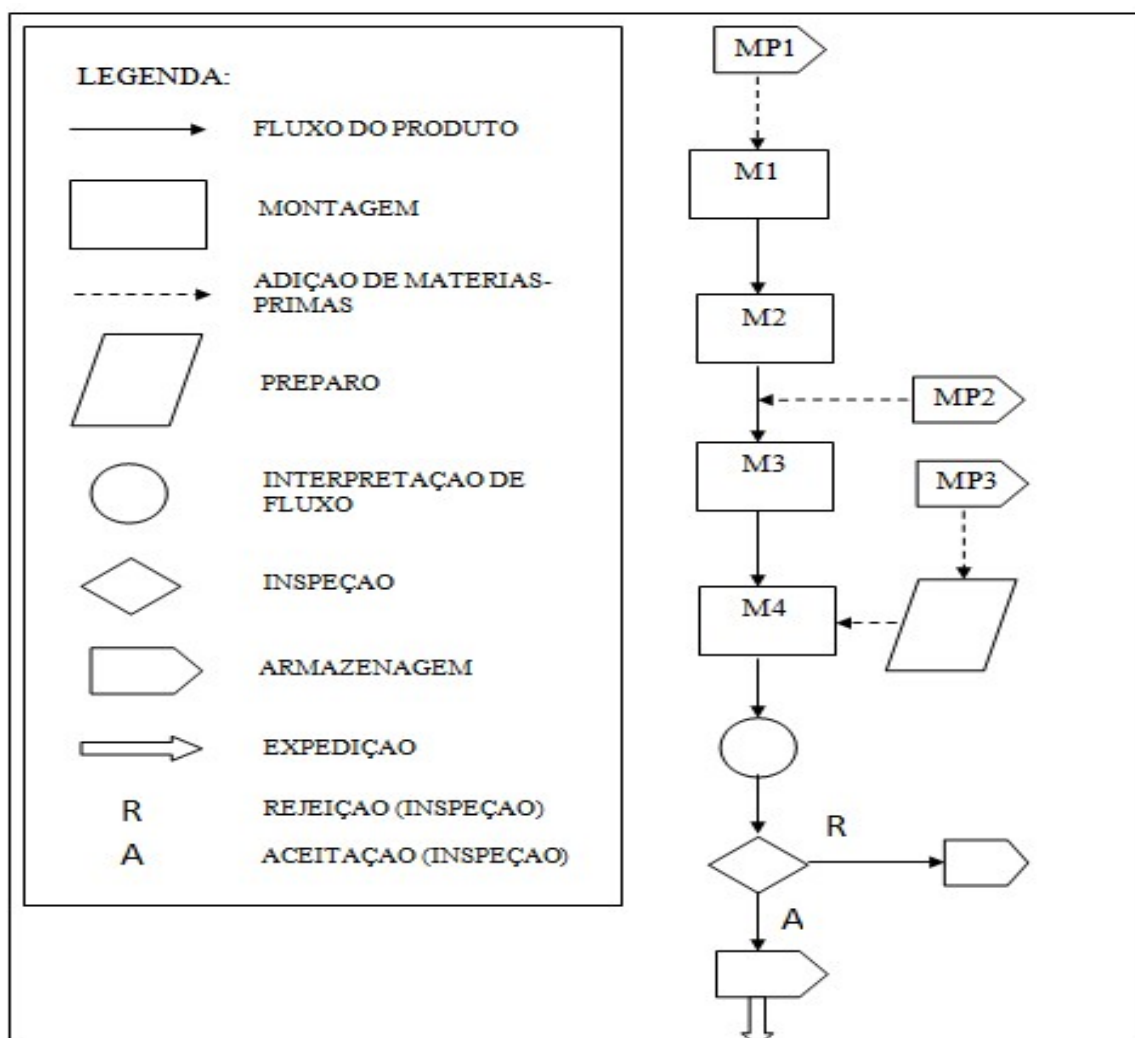 LEGENDA:
FLUXO DO PRODUTO
MONTAGEM
ADIÇAO DE MATERIAS-
PRIMAS
PREPARO
INTERPRETAÇAO DE
FLUXO
INSPEÇAO
ARMAZENAGEM
EXPEDIÇAO
R REJEIÇAO (INSPEÇAO)
A ACEITAÇAO (INSPEÇAO)
MP1
M1
M2
MP2
M3
MP3
M4
R
A